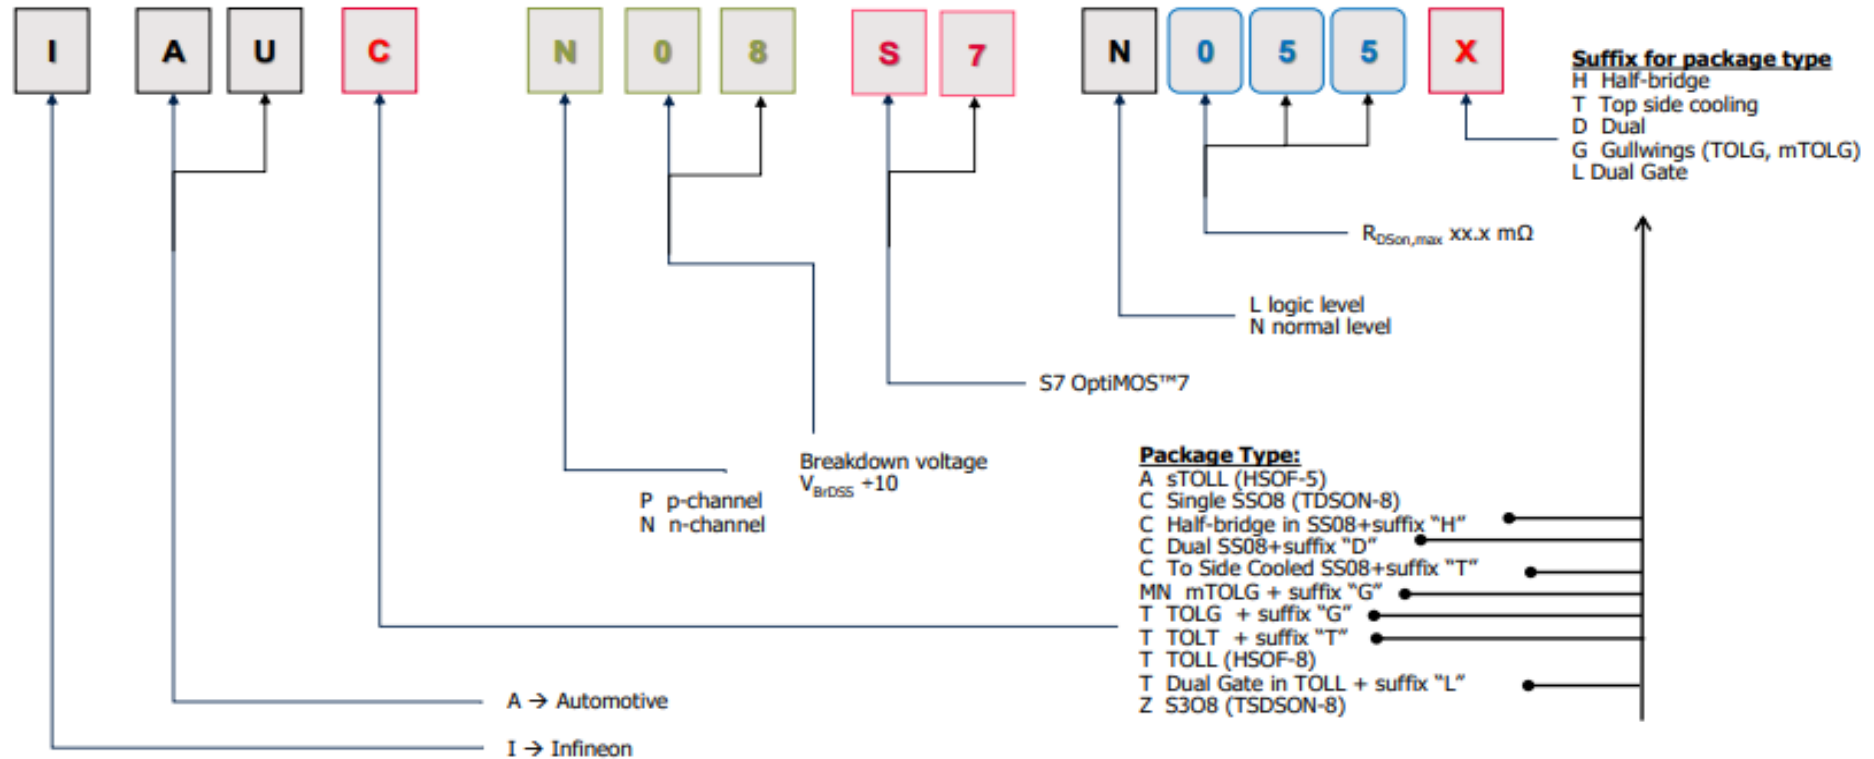 I A U C N 0 8 S 7 N 0 5 5 X
Suffix for package type
H Half-bridge
T Top side cooling
D Dual
G Gullwings (TOLG, mTOLG)
L Dual Gate
RDSon,max xx.x mΩ
L logic level
N normal level
S7 OptiMOS™7
Breakdown voltage
VBrDSS ÷10
P p-channel
N n-channel
Package Type:
A sTOLL (HSOF-5)
C Single SSO8 (TDSON-8)
C Half-bridge in SS08+suffix “H”
C Dual SS08+suffix “D”
C To Side Cooled SS08+suffix “T”
MN mTOLG + suffix “G”
T TOLG + suffix “G”
T TOLT + suffix “T”
T TOLL (HSOF-8)
T Dual Gate in TOLL + suffix “L”
Z S3O8 (TSDSON-8)
A → Automotive
I → Infineon